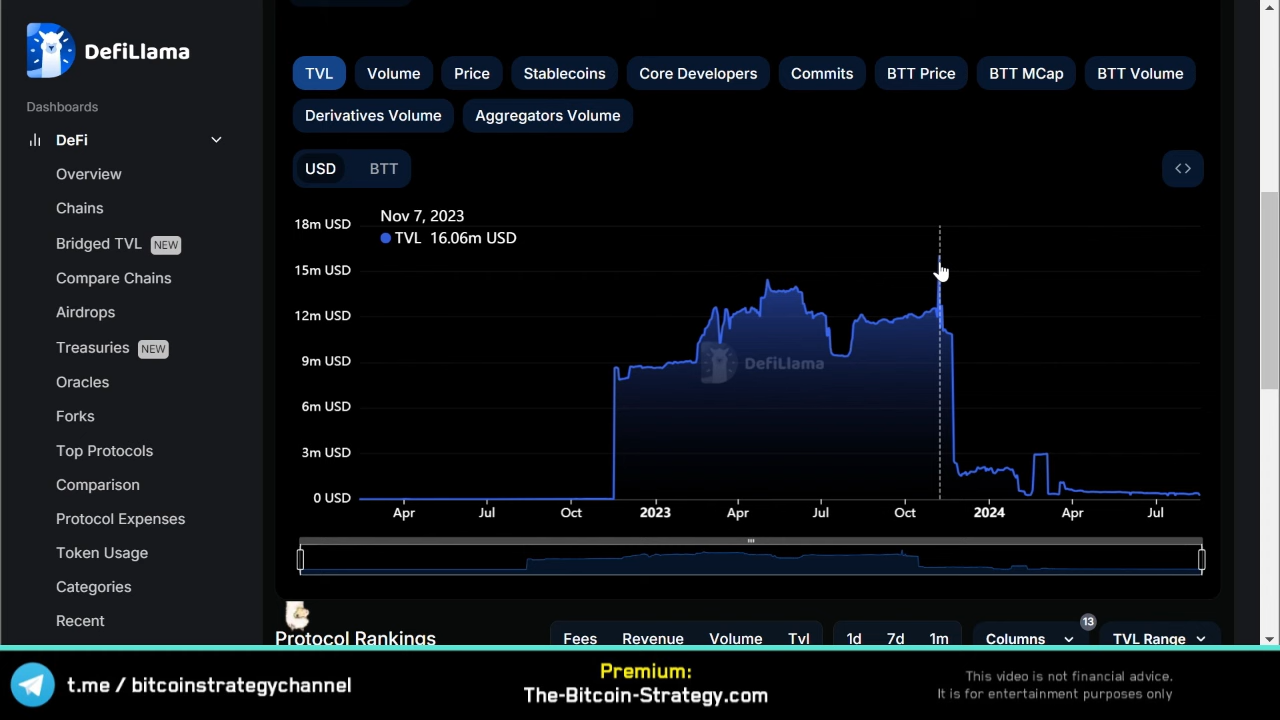 DefiLlama
Dashboards
DeFi
Overview
Chains
Bridged TVL NEW
Compare Chains
Airdrops
Treasuries NEW
Oracles
Forks
Top Protocols
Comparison
Protocol Expenses
Token Usage
Categories
Recent
TVL Volume Price Stablecoins Core Developers Commits BTT Price BTT MCap BTT Volume
Derivatives Volume Aggregators Volume
USD BTT
Nov 7, 2023
TVL 16.06m USD
18m USD
15m USD
12m USD
9m USD
6m USD
3m USD
0 USD
DefiLlama
Apr Jul Oct 2023 Apr Jul Oct 2024 Apr Jul
Protocol Rankings
Fees Revenue Volume Tvl 1d 7d 1m Columns 13 TVL Range
t.me / bitcoinstrategychannel
Premium:
The-Bitcoin-Strategy.com
This video is not financial advice.
It is for entertainment purposes only